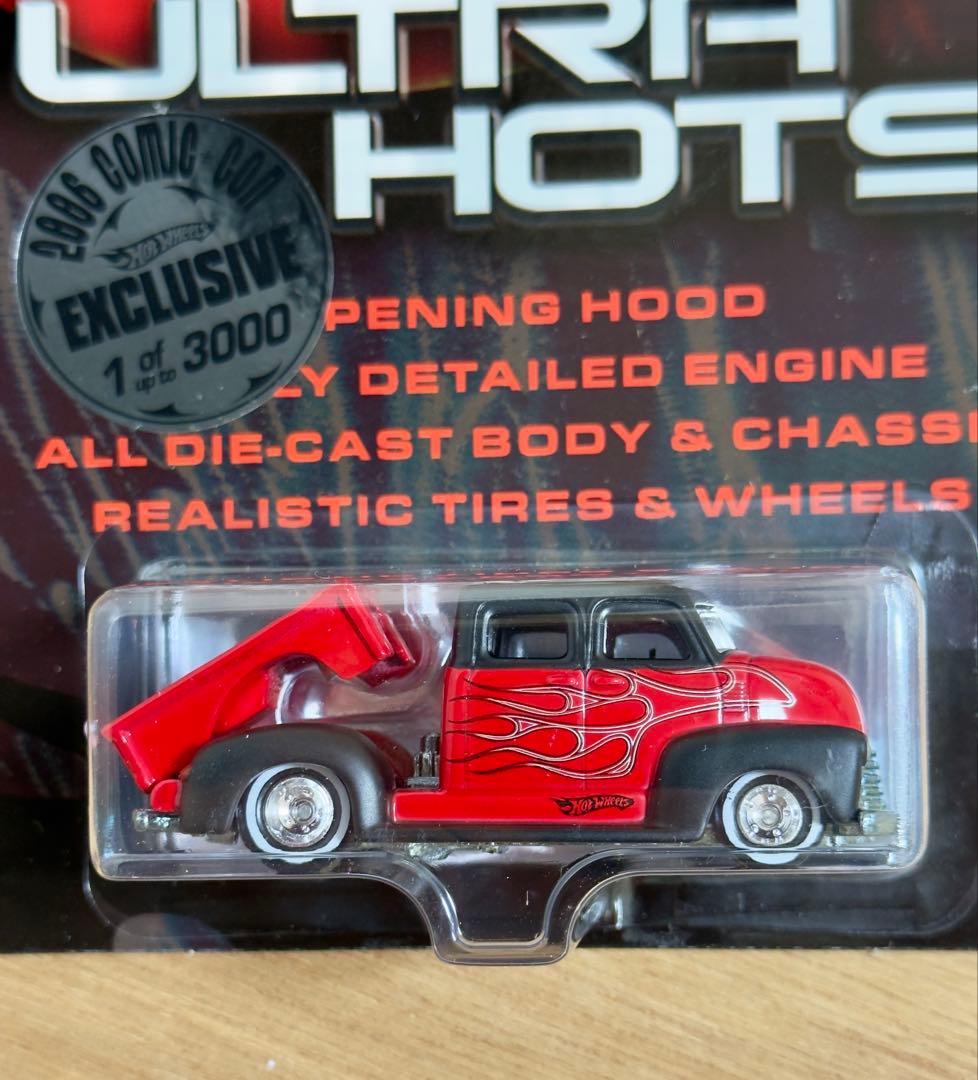 ULTRA
HOTS
2006 COMIC CON
HOT WHEELS
EXCLUSIVE
1 of up to 3000
PENING HOOD
LY DETAILED ENGINE
ALL DIE-CAST BODY & CHASSI
REALISTIC TIRES & WHEELS
HOT WHEELS